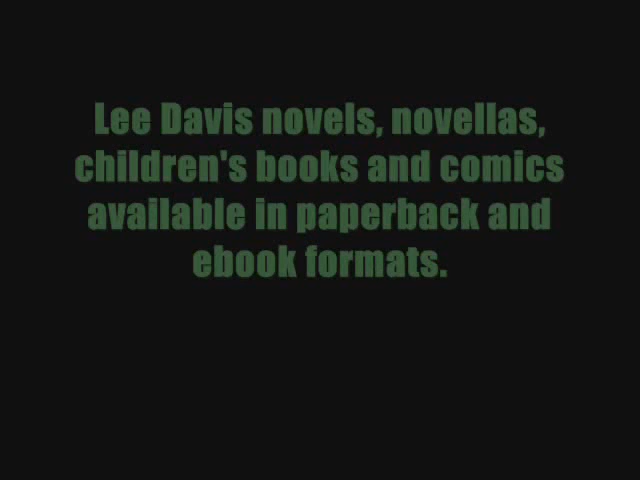 Lee Davis novels, novellas,
children's books and comics
available in paperback and
ebook formats.